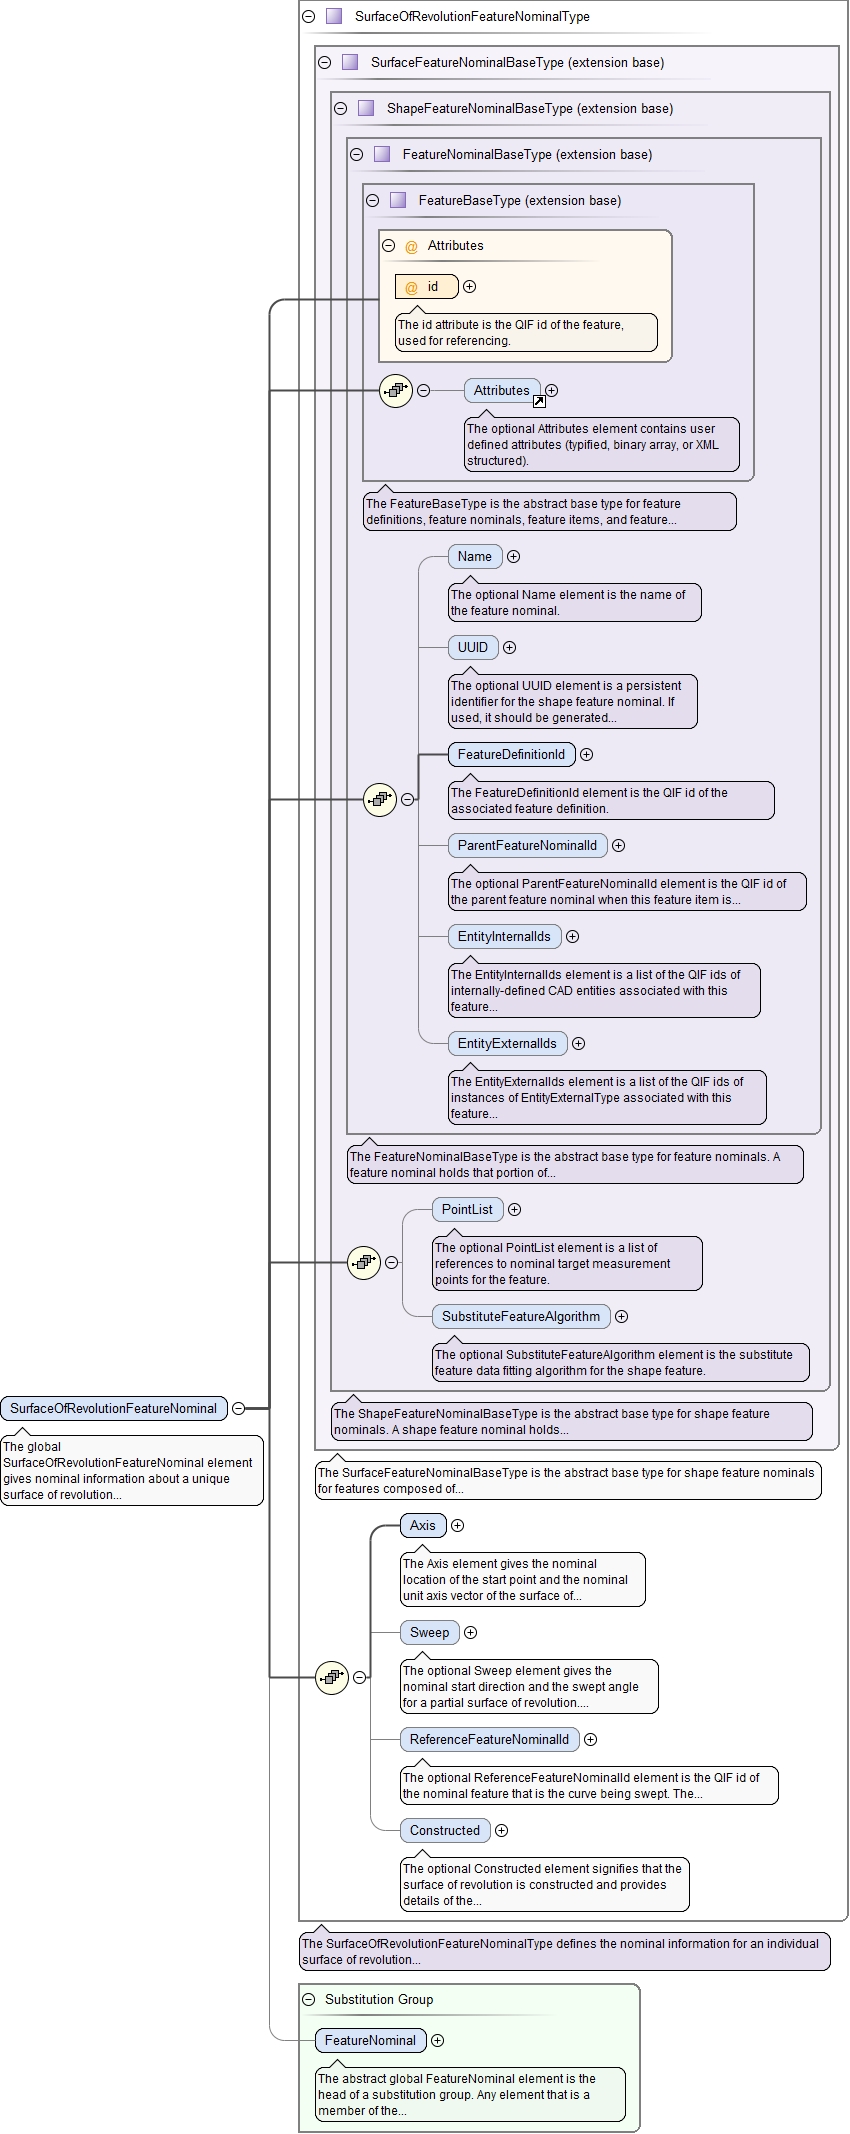 SurfaceOfRevolutionFeatureNominalType
SurfaceFeatureNominalBaseType (extension base)
ShapeFeatureNominalBaseType (extension base)
FeatureNominalBaseType (extension base)
FeatureBaseType (extension base)
@ Attributes
@ id
The id attribute is the QIF id of the feature,
used for referencing.
Attributes
The optional Attributes element contains user
defined attributes (typified, binary array, or XML
structured).
The FeatureBaseType is the abstract base type for feature
definitions, feature nominals, feature items, and feature...
Name
The optional Name element is the name of
the feature nominal.
UUID
The optional UUID element is a persistent
identifier for the shape feature nominal. If
used, it should be generated...
FeatureDefinitionId
The FeatureDefinitionId element is the QIF id of the
associated feature definition.
ParentFeatureNominalId
The optional ParentFeatureNominalId element is the QIF id of
the parent feature nominal when this feature item is...
EntityInternalIds
The EntityInternalIds element is a list of the QIF ids of
internally-defined CAD entities associated with this
feature...
EntityExternalIds
The EntityExternalIds element is a list of the QIF ids of
instances of EntityExternalType associated with this
feature...
The FeatureNominalBaseType is the abstract base type for feature nominals. A
feature nominal holds that portion of...
PointList
The optional PointList element is a list of
references to nominal target measurement
points for the feature.
SubstituteFeatureAlgorithm
The optional SubstituteFeatureAlgorithm element is the substitute
feature data fitting algorithm for the shape feature.
The ShapeFeatureNominalBaseType is the abstract base type for shape feature
nominals. A shape feature nominal holds...
SurfaceOfRevolutionFeatureNominal
The global
SurfaceOfRevolutionFeatureNominal element
gives nominal information about a unique
surface of revolution...
The SurfaceFeatureNominalBaseType is the abstract base type for shape feature nominals
for features composed of...
Axis
The Axis element gives the nominal
location of the start point and the nominal
unit axis vector of the surface of...
Sweep
The optional Sweep element gives the
nominal start direction and the swept angle
for a partial surface of revolution....
ReferenceFeatureNominalId
The optional ReferenceFeatureNominalId element is the QIF id of
the nominal feature that is the curve being swept. The...
Constructed
The optional Constructed element signifies that the
surface of revolution is constructed and provides
details of the...
The SurfaceOfRevolutionFeatureNominalType defines the nominal information for an individual
surface of revolution...
Substitution Group
FeatureNominal
The abstract global FeatureNominal element is the
head of a substitution group. Any element that is a
member of the...